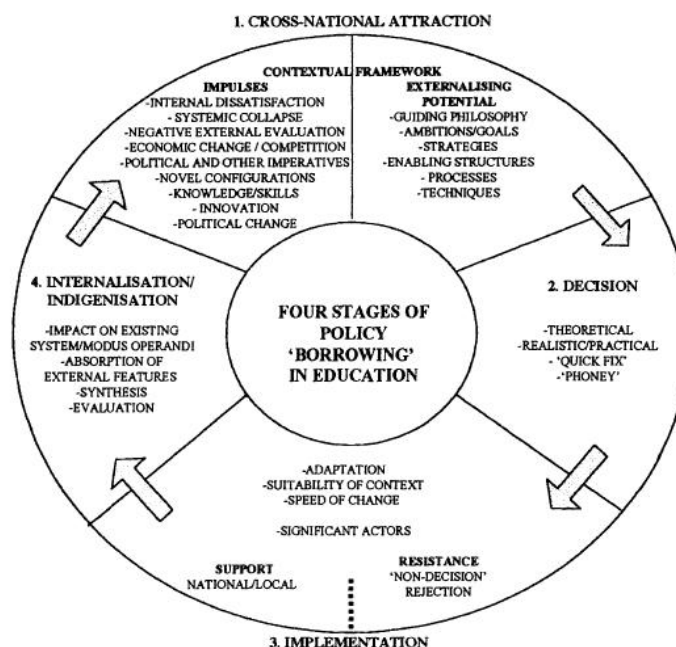 1. CROSS-NATIONAL ATTRACTION
CONTEXTUAL FRAMEWORK
IMPULSES
-INTERNAL DISSATISFACTION
-SYSTEMIC COLLAPSE
-NEGATIVE EXTERNAL EVALUATION
-ECONOMIC CHANGE / COMPETITION
-POLITICAL AND OTHER IMPERATIVES
-NOVEL CONFIGURATIONS
-KNOWLEDGE/SKILLS
-INNOVATION
-POLITICAL CHANGE
EXTERNALISING
POTENTIAL
-GUIDING PHILOSOPHY
-AMBITIONS/GOALS
-STRATEGIES
-ENABLING STRUCTURES
-PROCESSES
-TECHNIQUES
2. DECISION
-THEORETICAL
-REALISTIC/PRACTICAL
-'QUICK FIX'
-'PHONEY'
4. INTERNALISATION/
INDIGENISATION
-IMPACT ON EXISTING
SYSTEM/MODUS OPERANDI
-ABSORPTION OF
EXTERNAL FEATURES
-SYNTHESIS
-EVALUATION
FOUR STAGES OF
POLICY
'BORROWING'
IN EDUCATION
-ADAPTATION
-SUITABILITY OF CONTEXT
-SPEED OF CHANGE
-SIGNIFICANT ACTORS
SUPPORT
NATIONAL/LOCAL
RESISTANCE
'NON-DECISION'
REJECTION
3. IMPLEMENTATION